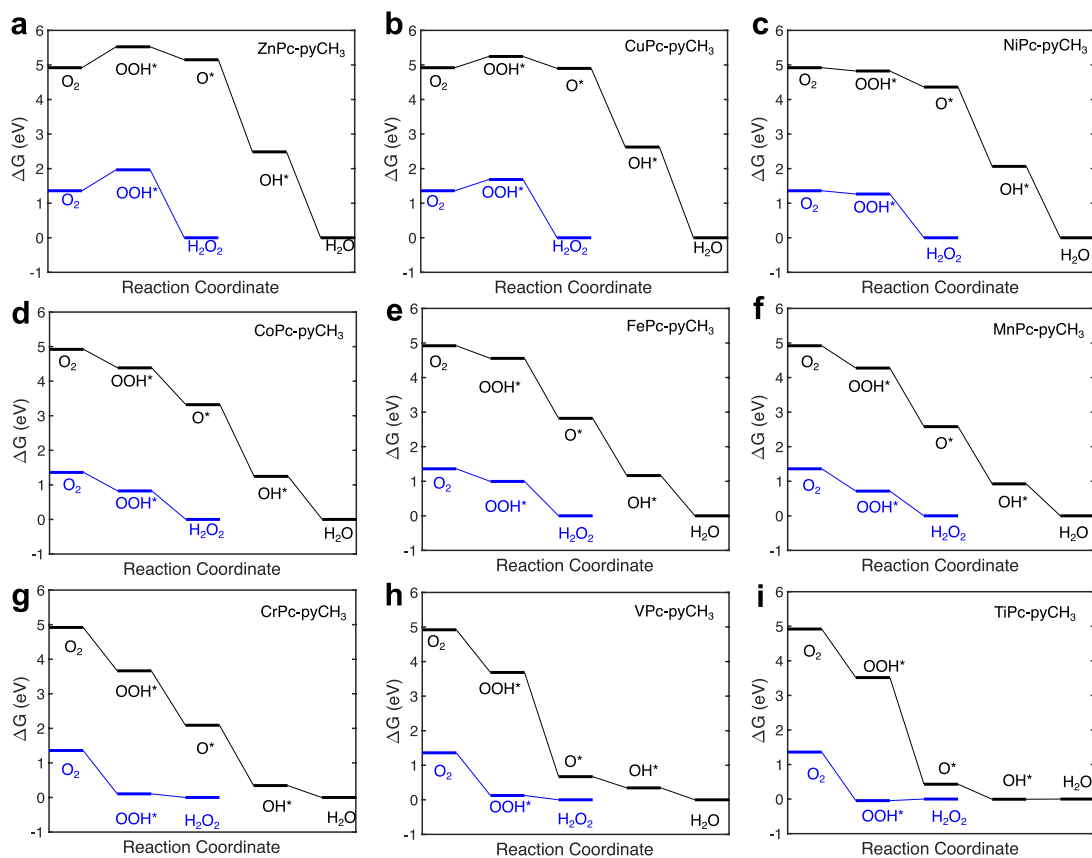 a
ZnPc-pyCH₃
ΔG (eV)
6
5
4
3
2
1
0
-1
O₂
OOH*
O*
OH*
H₂O
O₂
OOH*
H₂O₂
Reaction Coordinate
b
CuPc-pyCH₃
ΔG (eV)
6
5
4
3
2
1
0
-1
O₂
OOH*
O*
OH*
H₂O
O₂
OOH*
H₂O₂
Reaction Coordinate
c
NiPc-pyCH₃
ΔG (eV)
6
5
4
3
2
1
0
-1
O₂
OOH*
O*
OH*
H₂O
O₂
OOH*
H₂O₂
Reaction Coordinate
d
CoPc-pyCH₃
ΔG (eV)
6
5
4
3
2
1
0
-1
O₂
OOH*
O*
OH*
H₂O
O₂
OOH*
H₂O₂
Reaction Coordinate
e
FePc-pyCH₃
ΔG (eV)
6
5
4
3
2
1
0
-1
O₂
OOH*
O*
OH*
H₂O
O₂
OOH*
H₂O₂
Reaction Coordinate
f
MnPc-pyCH₃
ΔG (eV)
6
5
4
3
2
1
0
-1
O₂
OOH*
O*
OH*
H₂O
O₂
OOH*
H₂O₂
Reaction Coordinate
g
CrPc-pyCH₃
ΔG (eV)
6
5
4
3
2
1
0
-1
O₂
OOH*
O*
OH*
H₂O
O₂
OOH*
H₂O₂
Reaction Coordinate
h
VPc-pyCH₃
ΔG (eV)
6
5
4
3
2
1
0
-1
O₂
OOH*
O*
OH*
H₂O
O₂
OOH*
H₂O₂
Reaction Coordinate
i
TiPc-pyCH₃
ΔG (eV)
6
5
4
3
2
1
0
-1
O₂
OOH*
O*
OH*
H₂O
O₂
OOH*
H₂O₂
Reaction Coordinate